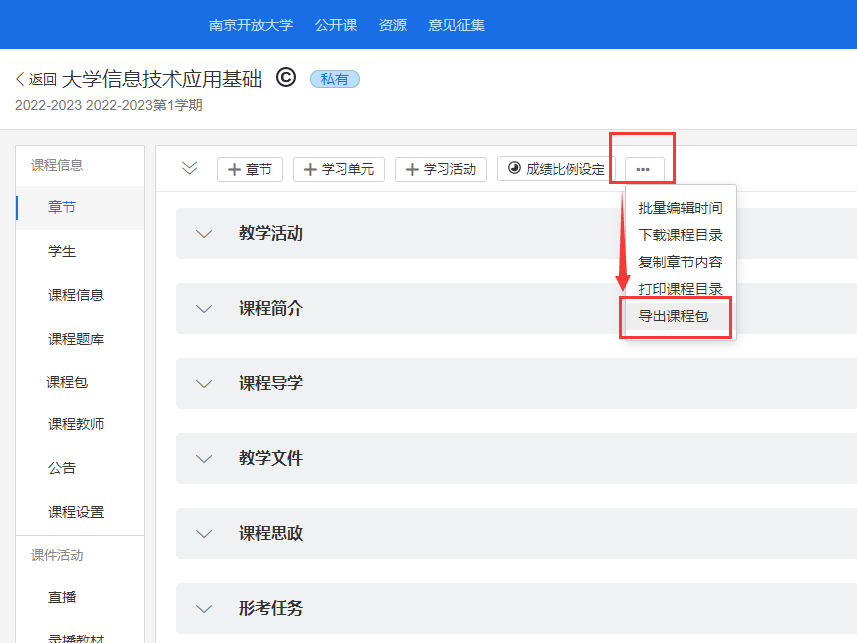 南京开放大学 公开课 资源 意见征集
返回 大学信息技术应用基础 © 私有
2022-2023 2022-2023第1学期
课程信息
章节
学生
课程信息
课程题库
课程包
课程教师
公告
课程设置
课件活动
直播
录播教材
+ 章节 + 学习单元 + 学习活动 成绩比例设定 ...
批量编辑时间
下载课程目录
复制章节内容
打印课程目录
导出课程包
教学活动
课程简介
课程导学
教学文件
课程思政
形考任务